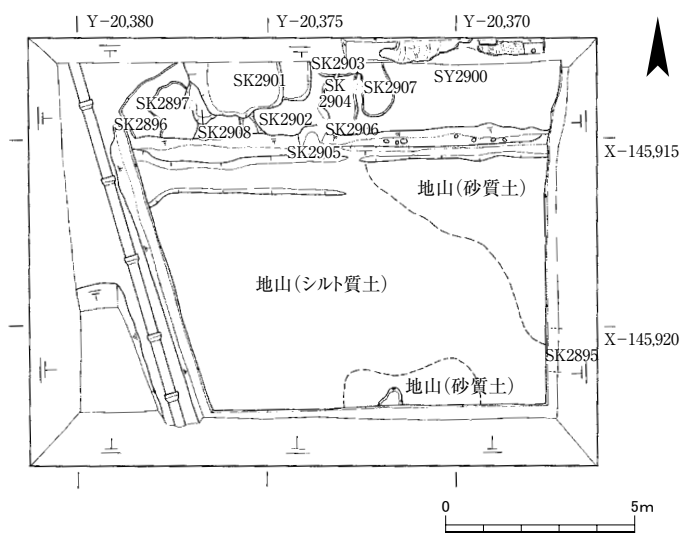 Y-20,380
Y-20,375
Y-20,370
SK2903
SK2901
SK
2904
SK2907
SY2900
SK2897
SK2902
SK2896
SK2908
SK2906
SK2905
X-145,915
地山（砂質土）
地山（シルト質土）
X-145,920
SK2895
地山（砂質土）
0
5m